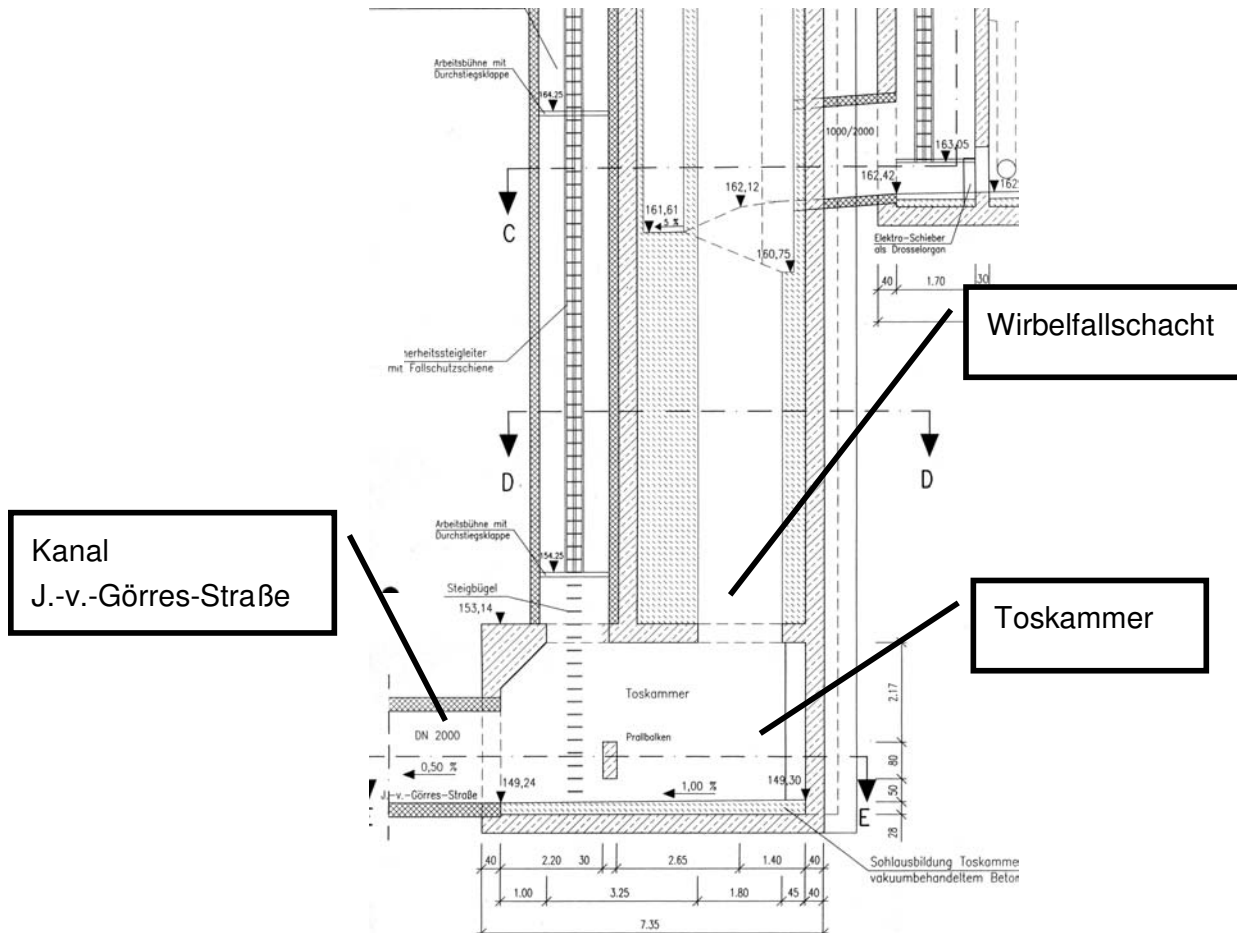 Arbeitsbühne mit
Durchstiegsklappe
164.25
1000/2000
163,05
162,42
162,12
161,61
5 %
C
Elektro-Schieber
als Drosselorgan
160,75
40 1.70 30
Wirbelfallschacht
herheitssteigleiter
mit Fallschutzschiene
D D
Kanal
J.-v.-Görres-Straße
Arbeitsbühne mit
Durchstiegsklappe
154.25
Steigbügel
153,14
Toskammer
Toskammer
2.17
Prallbalken
DN 2000
80
0,50 %
149,24
149,30
1,00 %
E
50
J.-v.-Görres-Straße
28
40 2.20 30 2.65 1.40 40
Sohlausbildung Toskamme
vakuumbehandeltem Beton
1.00 3.25 1.80 45 40
7.35